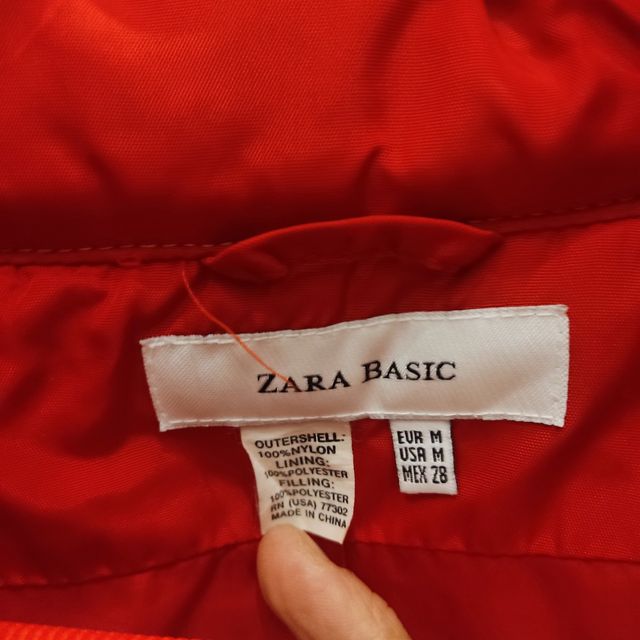 ZARA BASIC
OUTERSHELL:
100%NYLON
LINING:
100%POLYESTER
FILLING:
100%POLYESTER
RN (USA) 77302
MADE IN CHINA
EUR M
USA M
MEX 28